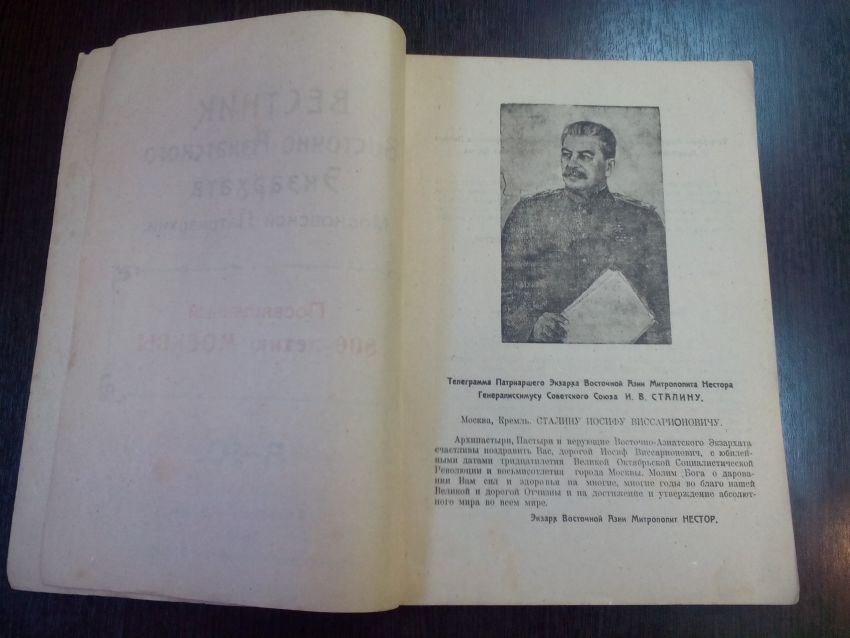 ВЕСТНИК
Восточно Азиатского
Экзархата
Московской Патриархии
Посвященный
800-летию МОСКВЫ
Телеграмма Патриаршего Экзарха Восточной Азии Митрополита Нестора
Генералиссимусу Советского Союза И. В. СТАЛИНУ.
Москва, Кремль. СТАЛИНУ ИОСИФУ ВИССАРИОНОВИЧУ.
Архипастыри, Пастыри и верующие Восточно-Азиатского Экзархата
счастливы поздравить Вас, дорогой Иосиф Виссарионович, с юбилей-
ными датами тридцатилетия Великой Октябрьской Социалистической
Революции и восьмисотлетия города Москвы. Молим Бога о дарова-
нии Вам сил и здоровья на многие, многие годы во благо нашей
Великой и дорогой Отчизны и на достижение и утверждение абсолют-
ного мира во всем мире.
Экзарх Восточной Азии Митрополит НЕСТОР.